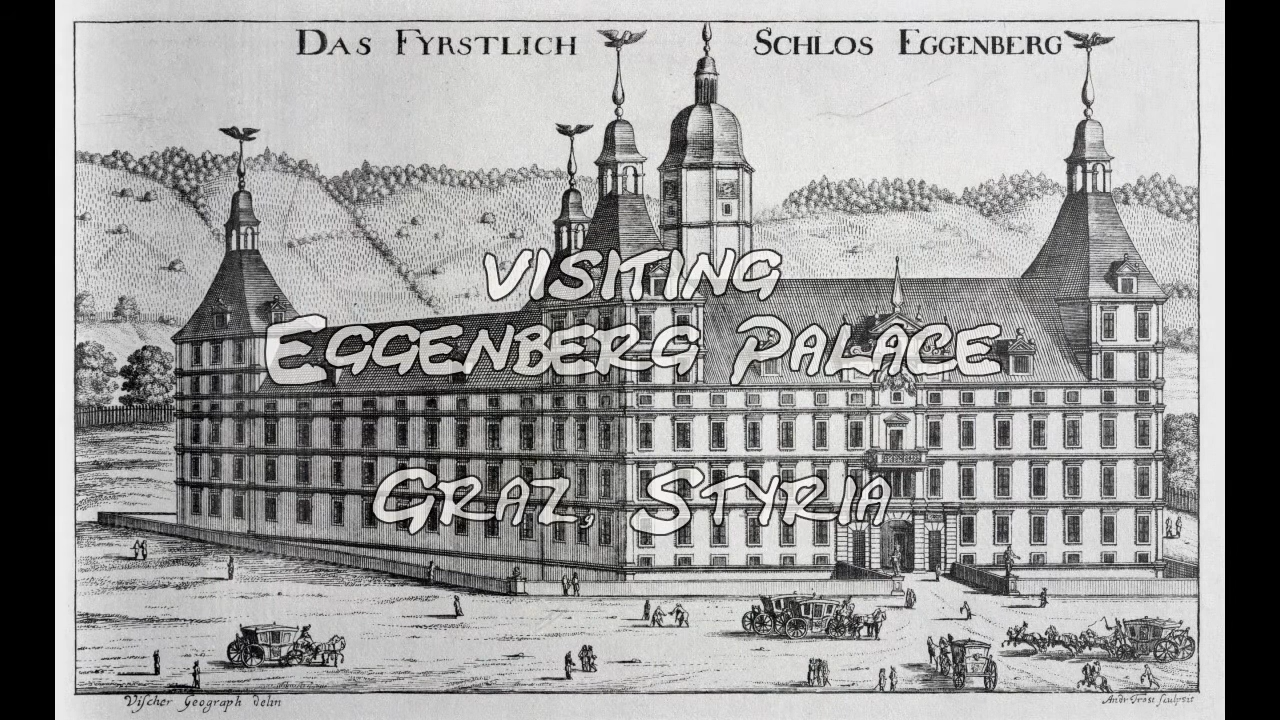 DAS FYRSTLICH SCHLOS EGGENBERG
VISITING
EGGENBERG PALACE
GRAZ, STYRIA
Vischer Geograph delin
Andr Trost sculpsit